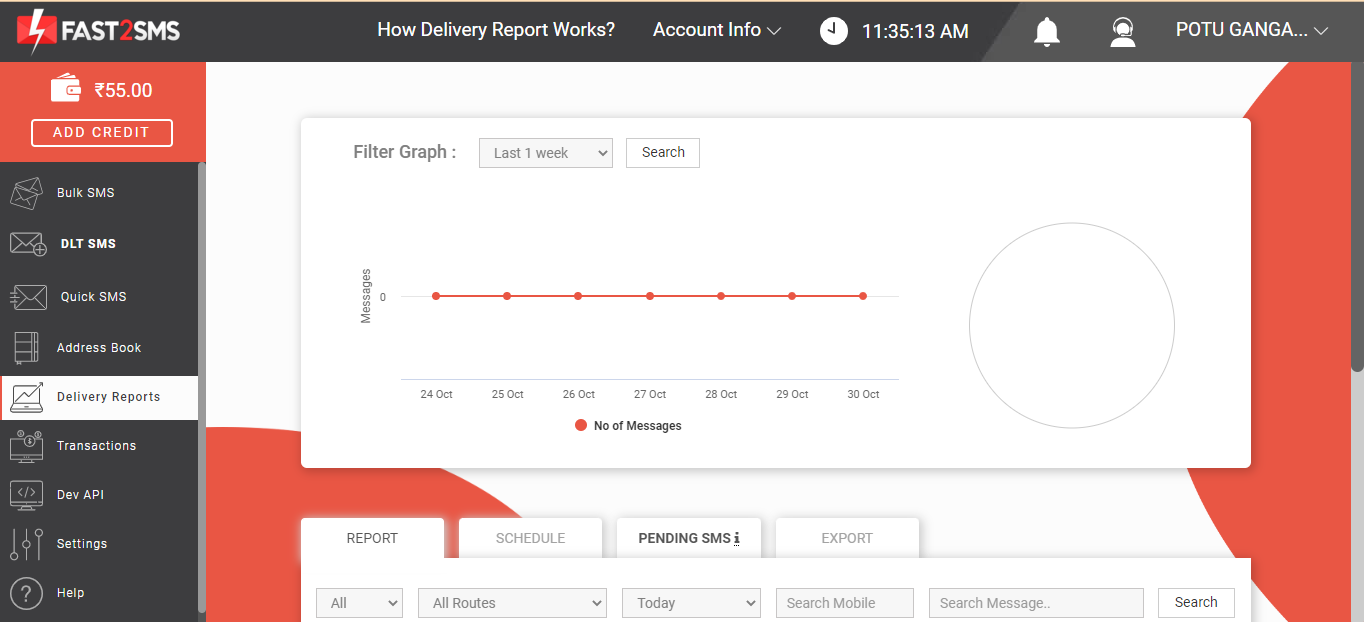 FAST2SMS
How Delivery Report Works?
Account Info
11:35:13 AM
POTU GANGA...
₹55.00
ADD CREDIT
Bulk SMS
DLT SMS
Quick SMS
Address Book
Delivery Reports
Transactions
Dev API
Settings
Help
Filter Graph :
Last 1 week
Search
Messages
0
24 Oct 25 Oct 26 Oct 27 Oct 28 Oct 29 Oct 30 Oct
No of Messages
REPORT
SCHEDULE
PENDING SMS i
EXPORT
All
All Routes
Today
Search Mobile
Search Message..
Search